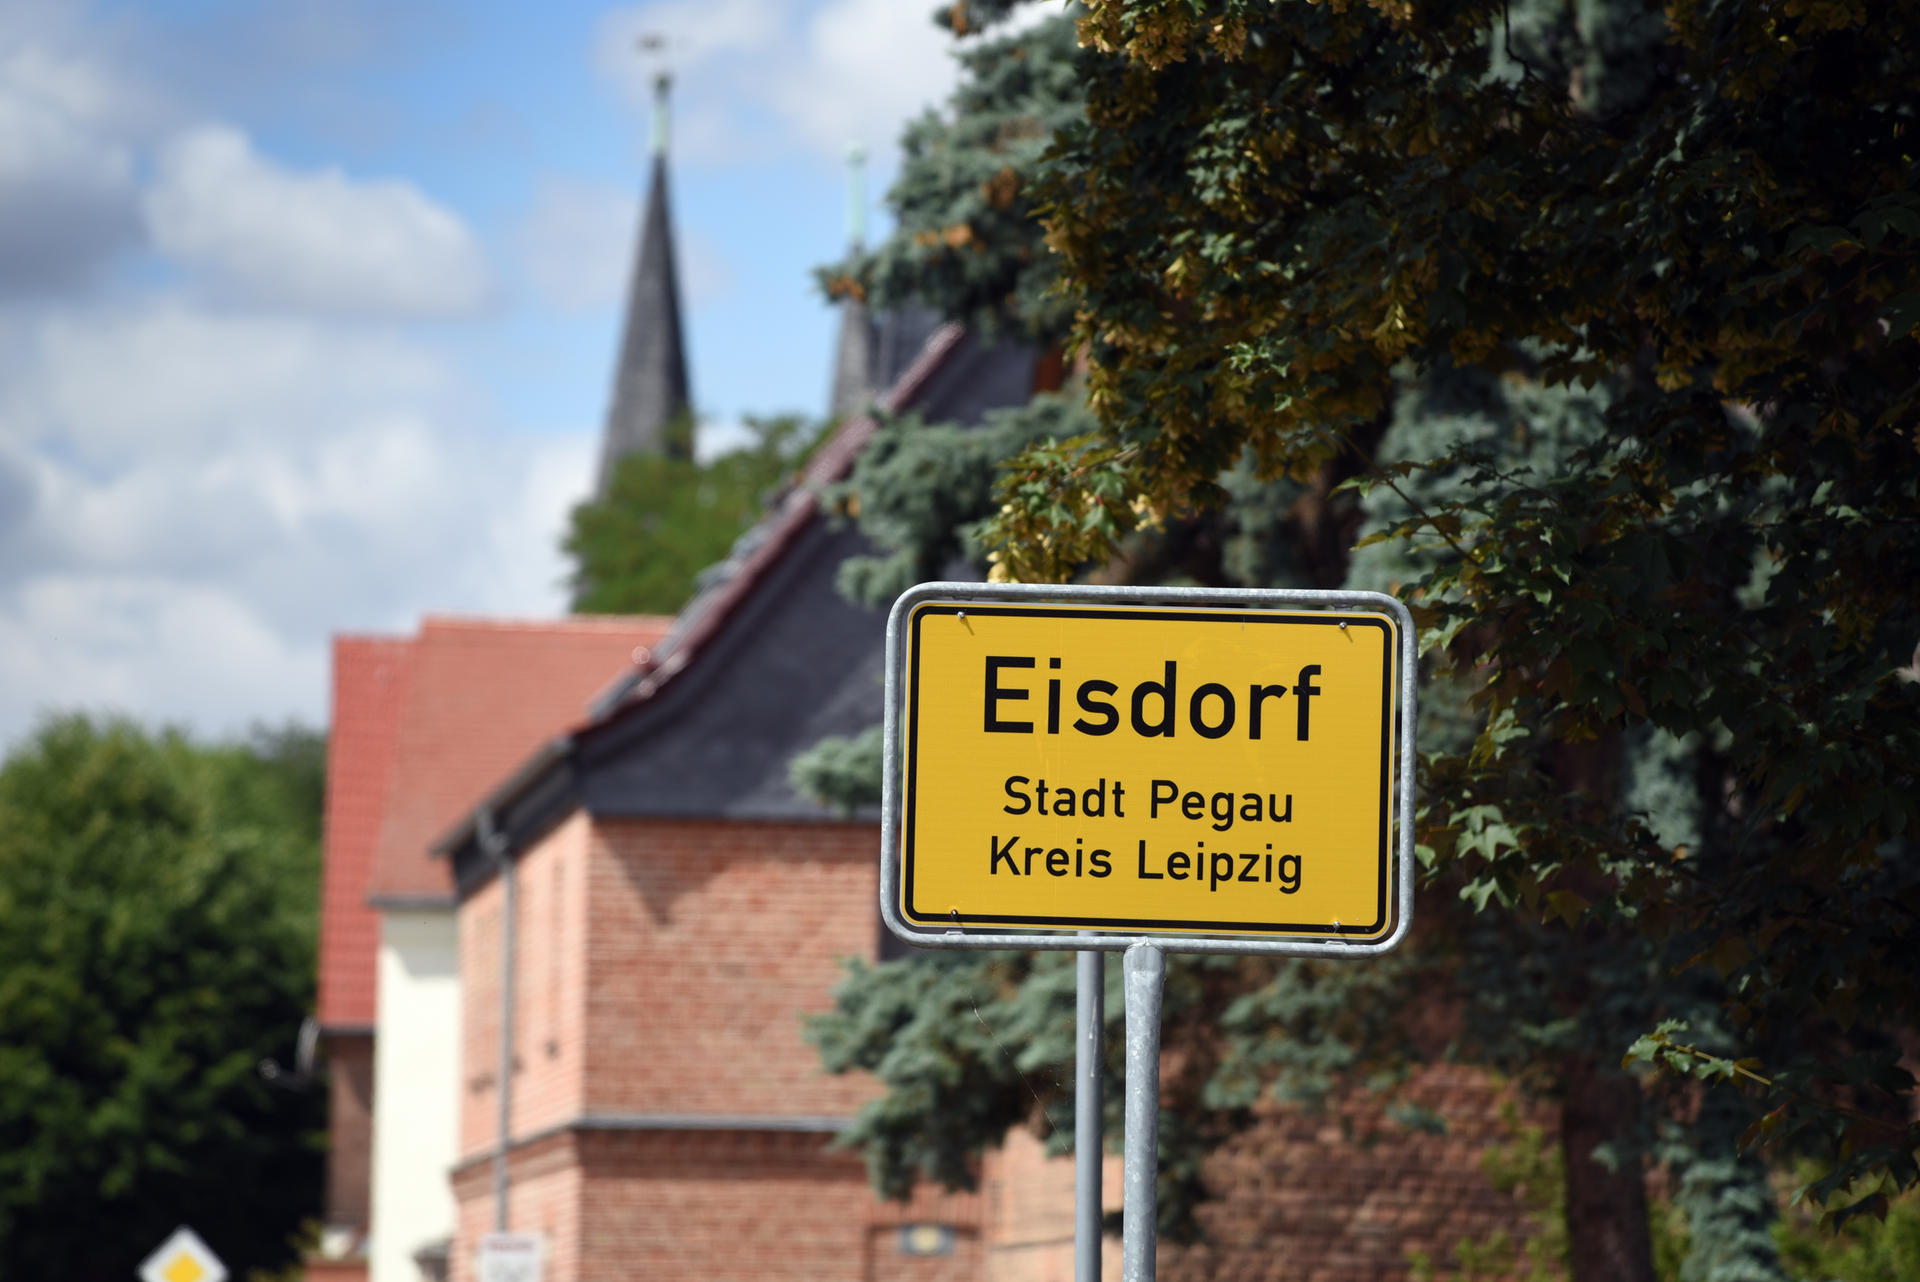 Eisdorf
Stadt Pegau
Kreis Leipzig